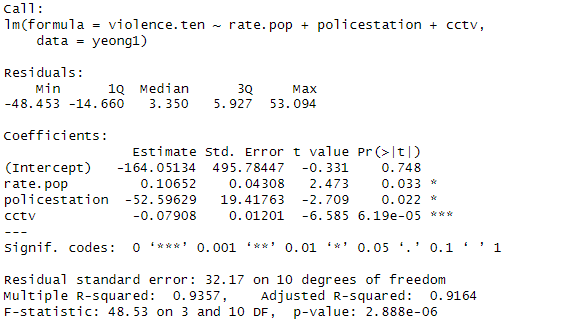 Call:
lm(formula = violence.ten ~ rate.pop + policestation + cctv,
    data = yeong1)

Residuals:
    Min      1Q  Median      3Q     Max
-48.453 -14.660   3.350   5.927  53.094

Coefficients:
                Estimate Std. Error t value Pr(>|t|)
(Intercept)   -164.05134  495.78447  -0.331    0.748
rate.pop         0.10652    0.04308   2.473    0.033 *
policestation  -52.59629   19.41763  -2.709    0.022 *
cctv            -0.07908    0.01201  -6.585 6.19e-05 ***
---
Signif. codes:  0 ‘***’ 0.001 ‘**’ 0.01 ‘*’ 0.05 ‘.’ 0.1 ‘ ’ 1

Residual standard error: 32.17 on 10 degrees of freedom
Multiple R-squared:  0.9357,    Adjusted R-squared:  0.9164
F-statistic: 48.53 on 3 and 10 DF,  p-value: 2.888e-06